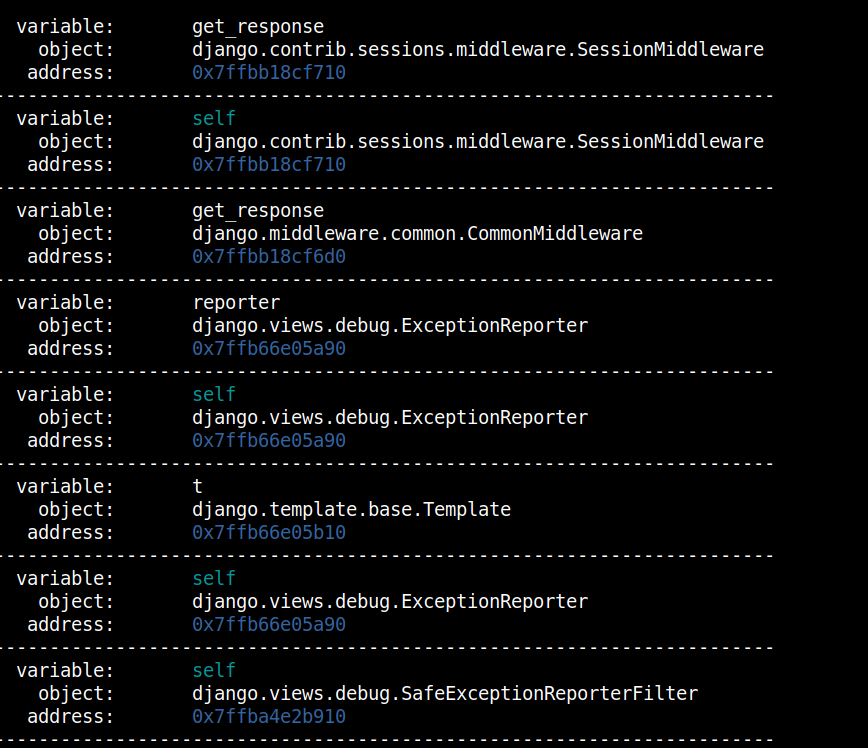 variable: get_response
object: django.contrib.sessions.middleware.SessionMiddleware
address: 0x7ffbb18cf710
--------------------------------------------------------------------------------
variable: self
object: django.contrib.sessions.middleware.SessionMiddleware
address: 0x7ffbb18cf710
--------------------------------------------------------------------------------
variable: get_response
object: django.middleware.common.CommonMiddleware
address: 0x7ffbb18cf6d0
--------------------------------------------------------------------------------
variable: reporter
object: django.views.debug.ExceptionReporter
address: 0x7ffb66e05a90
--------------------------------------------------------------------------------
variable: self
object: django.views.debug.ExceptionReporter
address: 0x7ffb66e05a90
--------------------------------------------------------------------------------
variable: t
object: django.template.base.Template
address: 0x7ffb66e05b10
--------------------------------------------------------------------------------
variable: self
object: django.views.debug.ExceptionReporter
address: 0x7ffb66e05a90
--------------------------------------------------------------------------------
variable: self
object: django.views.debug.SafeExceptionReporterFilter
address: 0x7ffba4e2b910
--------------------------------------------------------------------------------